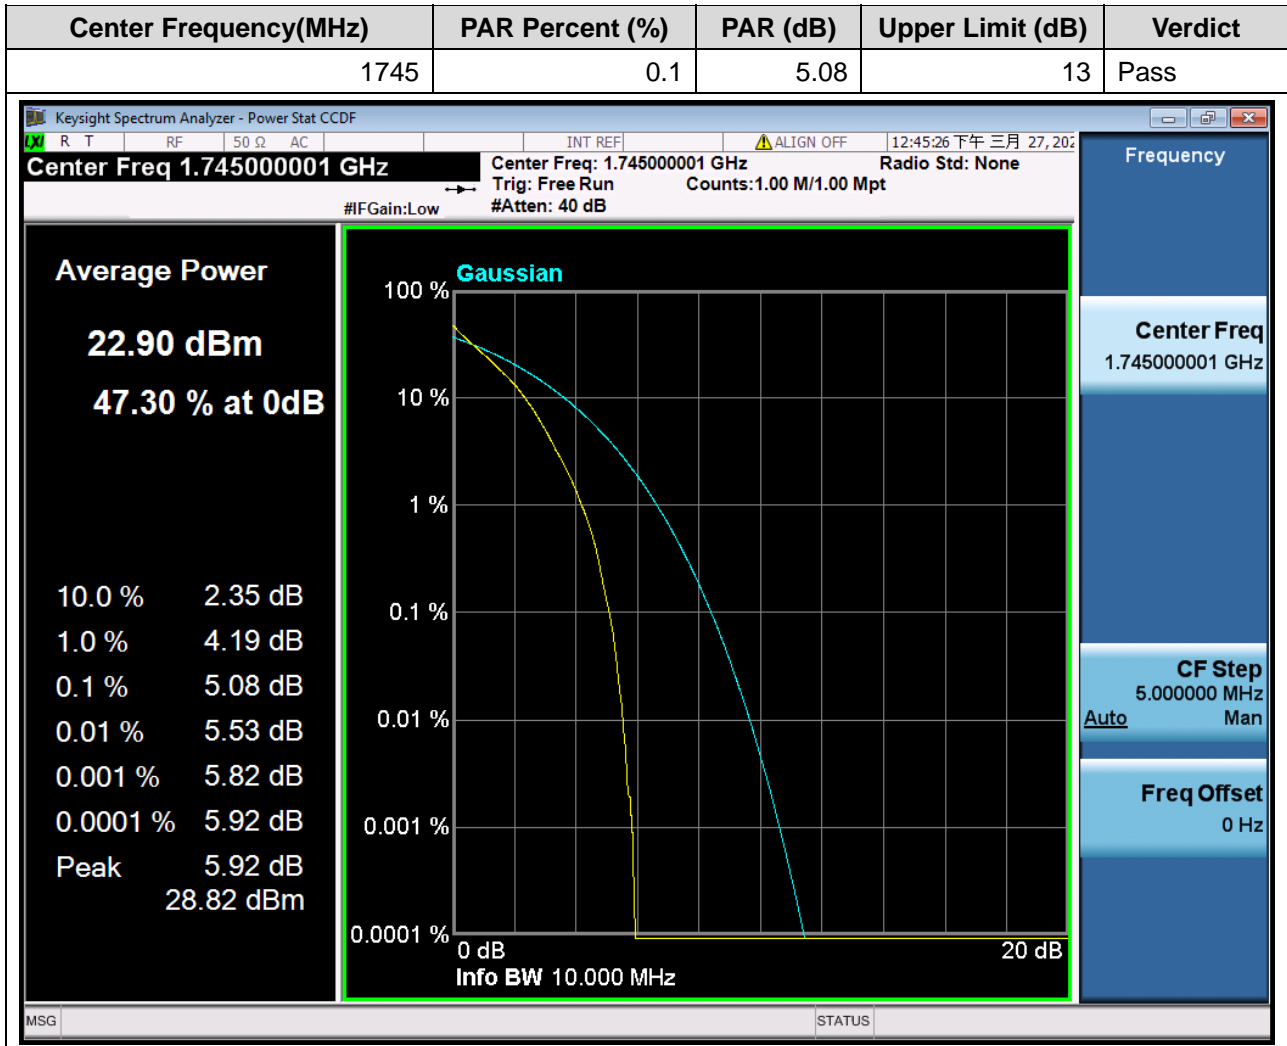 Center Frequency(MHz) PAR Percent (%) PAR (dB) Upper Limit (dB) Verdict
1745 0.1 5.08 13 Pass
Keysight Spectrum Analyzer - Power Stat CCDF
LXI R T RF 50 Ω AC INT REF ALIGN OFF 12:45:26 下午 三月 27, 202
Center Freq 1.745000001 GHz
Center Freq: 1.745000001 GHz Radio Std: None
Trig: Free Run Counts:1.00 M/1.00 Mpt
#IFGain:Low #Atten: 40 dB
Average Power
22.90 dBm
47.30 % at 0dB
10.0 % 2.35 dB
1.0 % 4.19 dB
0.1 % 5.08 dB
0.01 % 5.53 dB
0.001 % 5.82 dB
0.0001 % 5.92 dB
Peak 5.92 dB
28.82 dBm
Gaussian
100 %
10 %
1 %
0.1 %
0.01 %
0.001 %
0.0001 %
0 dB 20 dB
Info BW 10.000 MHz
Frequency
Center Freq
1.745000001 GHz
CF Step
5.000000 MHz
Auto Man
Freq Offset
0 Hz
MSG STATUS